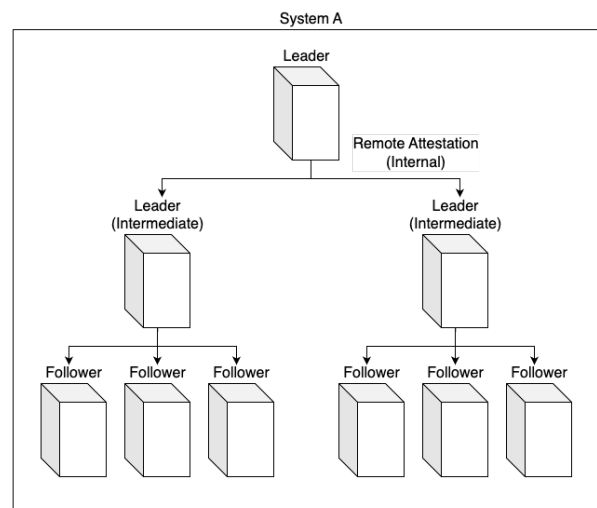 System A
Leader
Remote Attestation
(Internal)
Leader
(Intermediate)
Leader
(Intermediate)
Follower
Follower
Follower
Follower
Follower
Follower